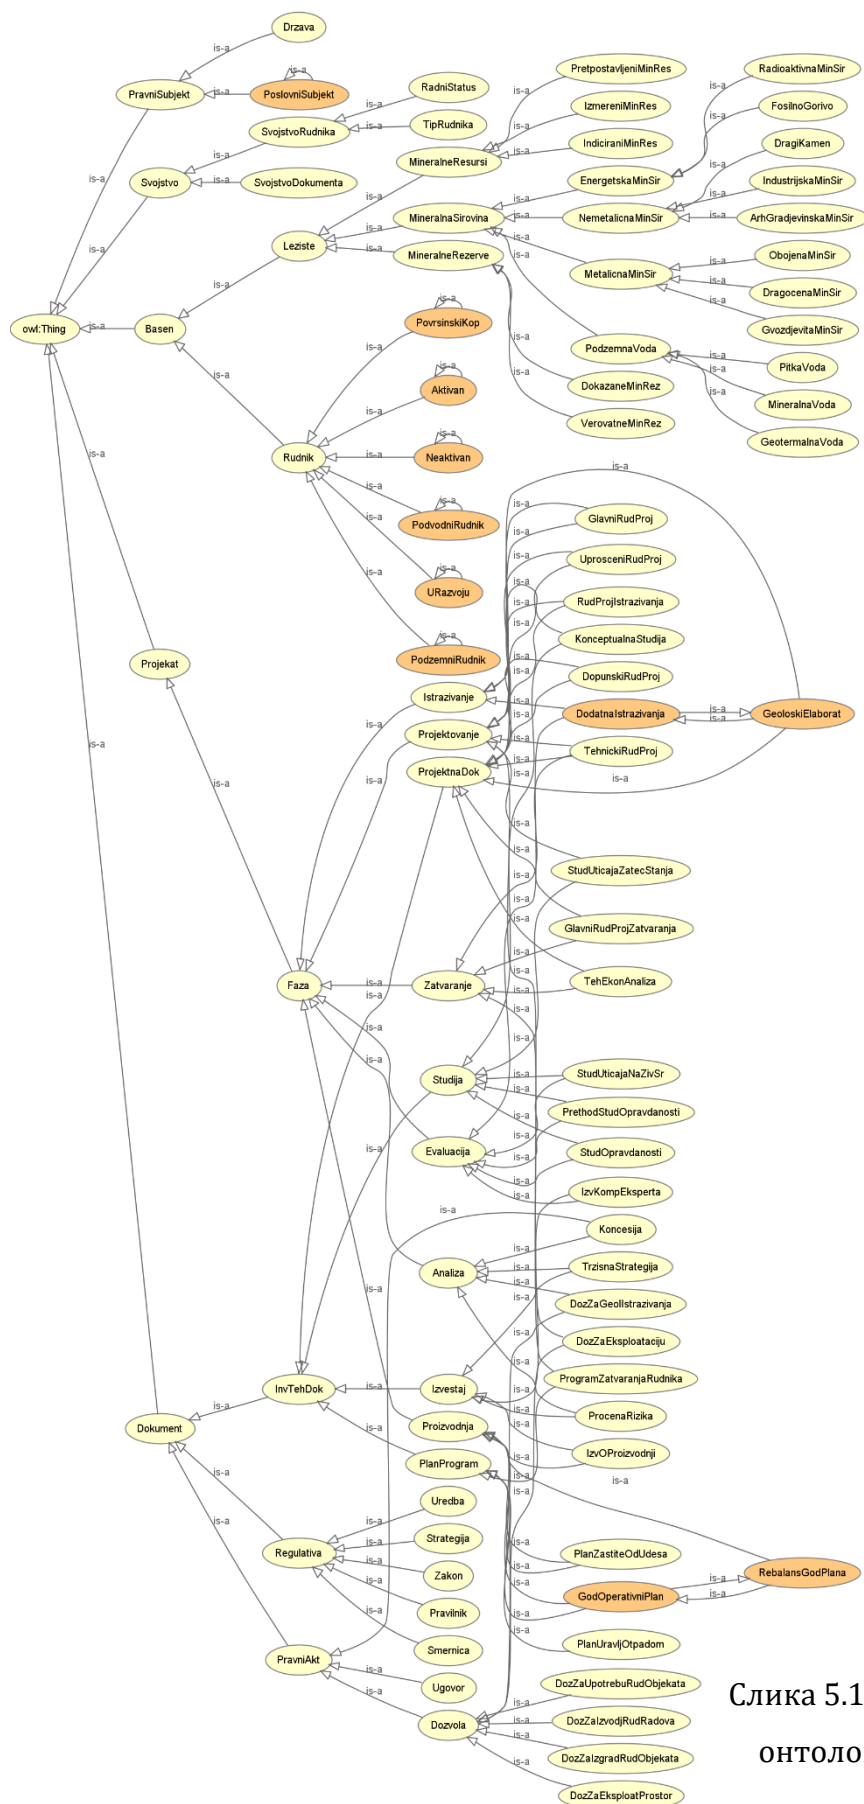 Drzava
PravniSubjekt
PoslovniSubjekt
RadniStatus
SvojstvoRudnika
TipRudnika
Svojstvo
SvojstvoDokumenta
PretpostavljeniMinRes
IzmereniMinRes
IndiciraniMinRes
MineralneResursi
RadioaktivnaMinSir
FosilnoGorivo
DragiKamen
EnergetskaMinSir
IndustrijskaMinSir
MineralnaSirovina
NemetalicnaMinSir
ArhGradjevinskaMinSir
Leziste
MineralneRezerve
ObojenaMinSir
MetalicnaMinSir
DragocenaMinSir
GvozdjevitaMinSir
owl:Thing
Basen
PovrsinskiKop
PodzemnaVoda
PitkaVoda
Aktivan
DokazaneMinRez
MineralnaVoda
VerovatneMinRez
GeotermalnaVoda
Rudnik
Neaktivan
PodvodniRudnik
GlavniRudProj
UprosceniRudProj
URazvoju
RudProjIstrazivanja
KonceptualnaStudija
Projekat
PodzemniRudnik
DopunskiRudProj
Istrazivanje
DodatnaIstrazivanja
GeoloskiElaborat
Projektovanje
TehnickiRudProj
ProjektnaDok
StudUticajaZatecStanja
GlavniRudProjZatvaranja
Faza
Zatvaranje
TehEkonAnaliza
Studija
StudUticajaNaZivSr
PrethodStudOpravdanosti
Evaluacija
StudOpravdanosti
IzvKompEksperta
Koncesija
Analiza
TrzisnaStrategija
DozZaGeolIstrazivanja
DozZaEksploataciju
InvTehDok
Izvestaj
ProgramZatvaranjaRudnika
ProcenaRizika
Dokument
Proizvodnja
IzvOProizvodnji
PlanProgram
Uredba
Strategija
Regulativa
PlanZastiteOdUdesa
Zakon
RebalansGodPlana
GodOperativniPlan
Pravilnik
Smernica
PlanUravljOtpadom
PravniAkt
Ugovor
DozZaUpotrebuRudObjekata
Dozvola
DozZaIzvodjRudRadova
DozZaIzgradRudObjekata
DozZaEksploatProstor
is-a
Слика 5.1
онтоло